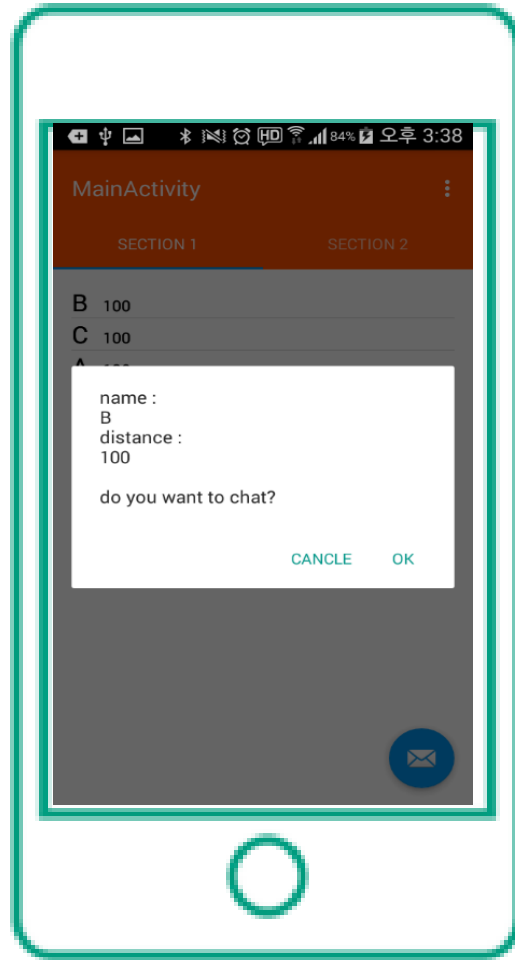 84% 오후 3:38
MainActivity
SECTION 1 SECTION 2
B 100
C 100
name :
B
distance :
100
do you want to chat?
CANCLE OK